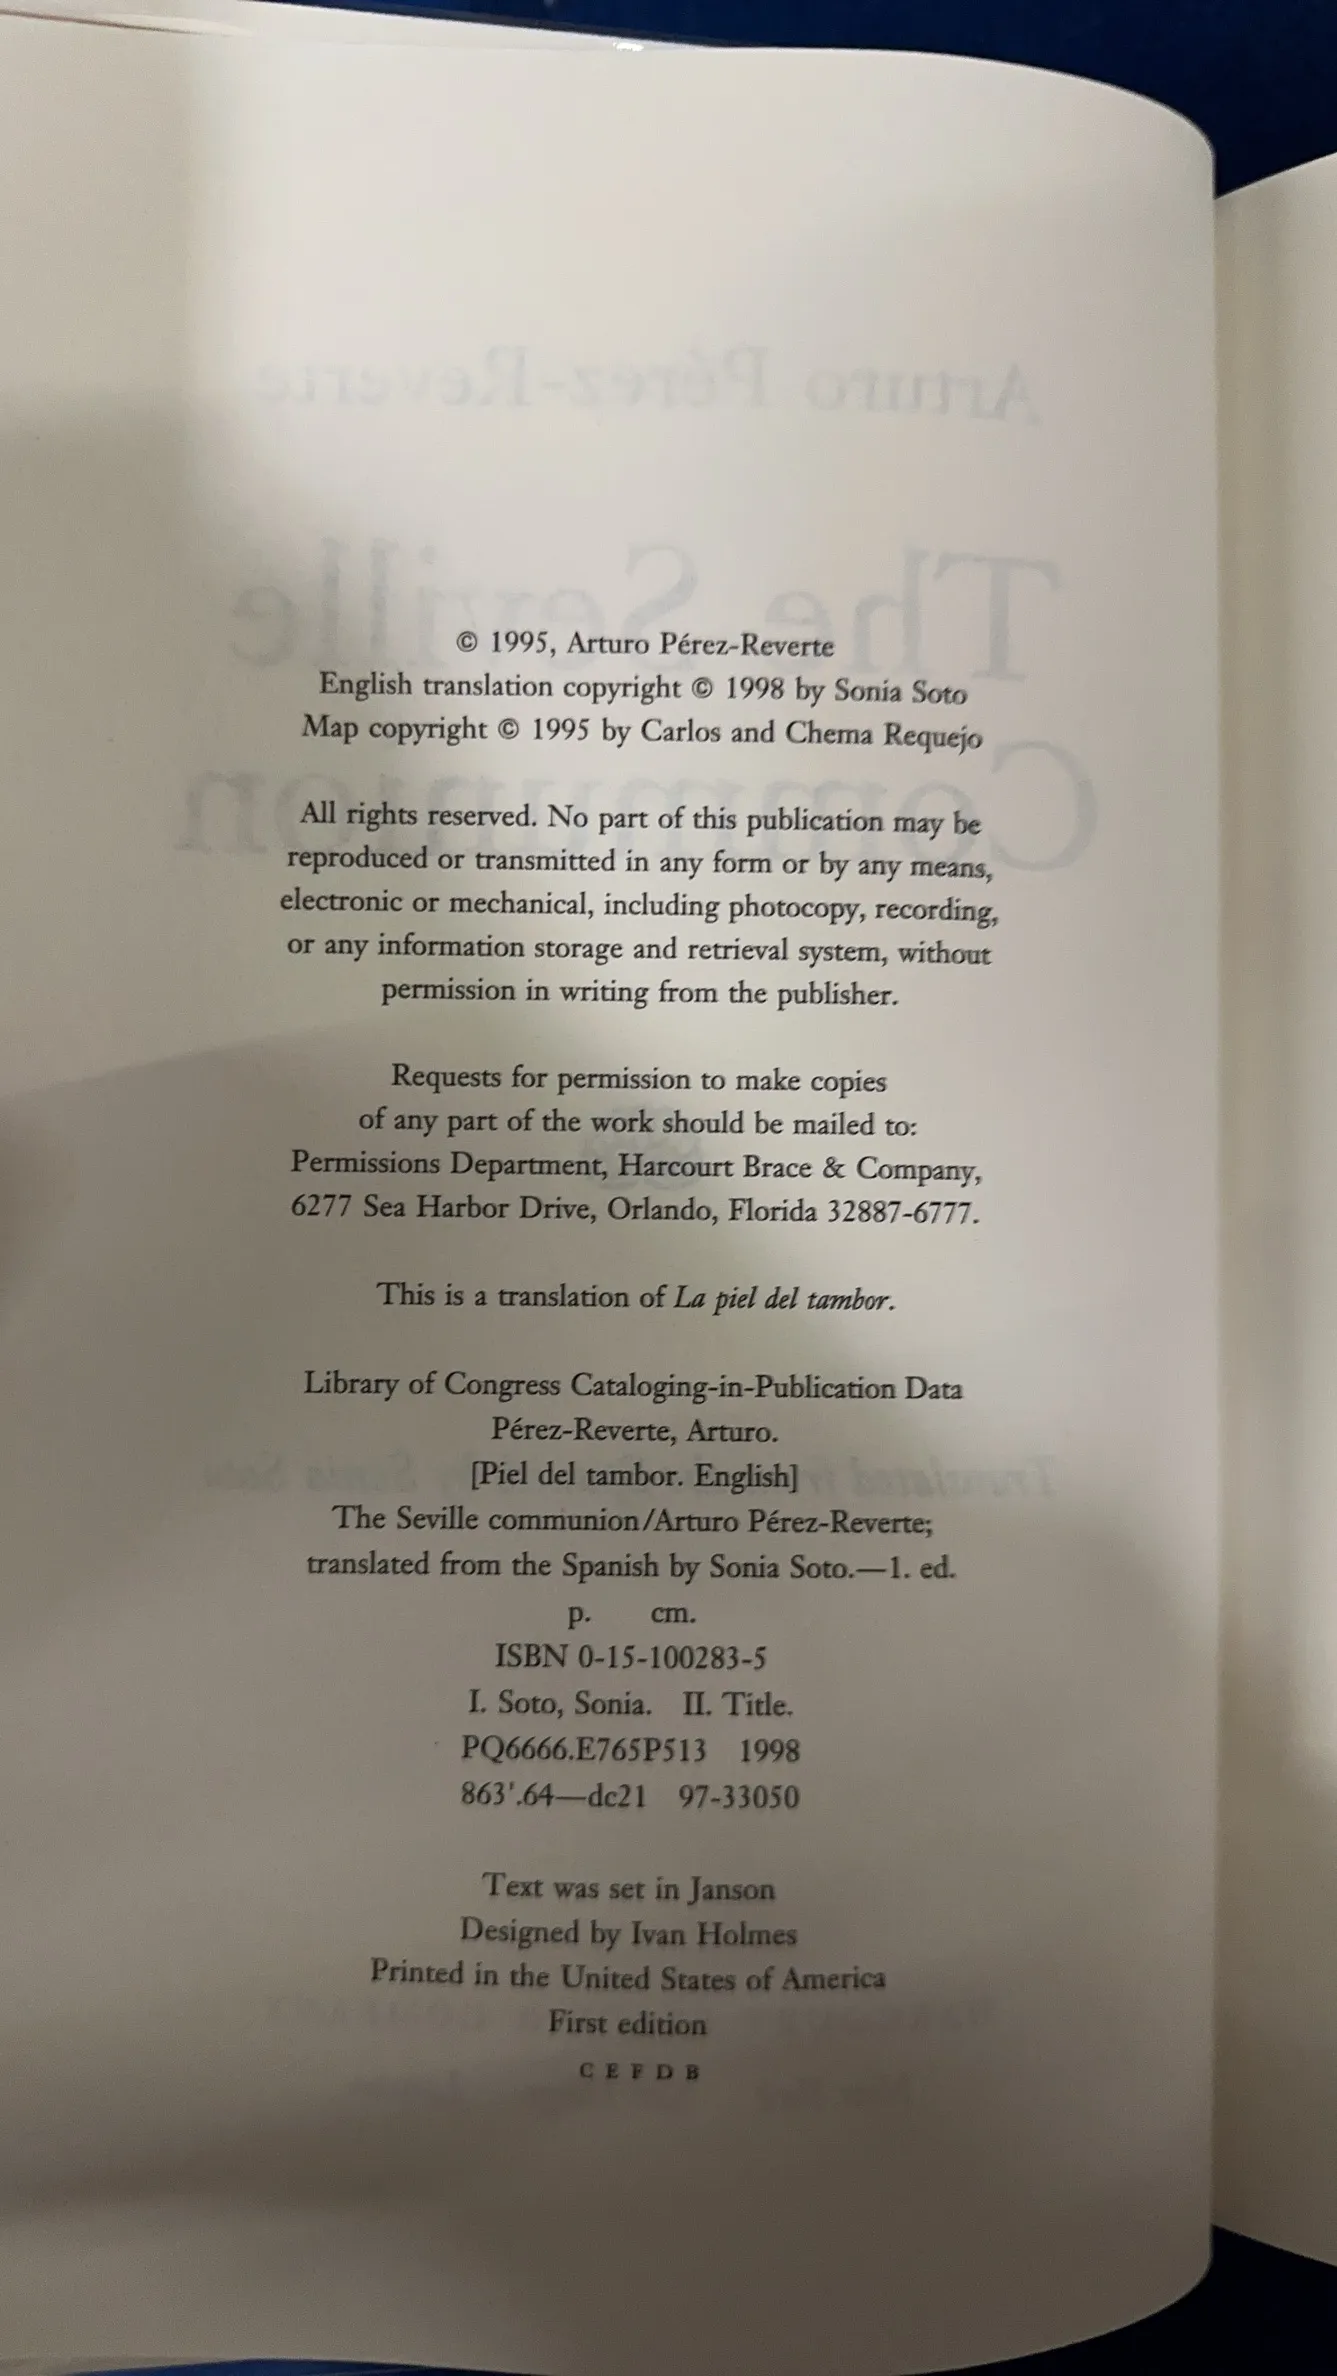 © 1995, Arturo Pérez-Reverte
English translation copyright © 1998 by Sonia Soto
Map copyright © 1995 by Carlos and Chema Requejo
All rights reserved. No part of this publication may be
reproduced or transmitted in any form or by any means,
electronic or mechanical, including photocopy, recording,
or any information storage and retrieval system, without
permission in writing from the publisher.
Requests for permission to make copies
of any part of the work should be mailed to:
Permissions Department, Harcourt Brace & Company,
6277 Sea Harbor Drive, Orlando, Florida 32887-6777.
This is a translation of La piel del tambor.
Library of Congress Cataloging-in-Publication Data
Pérez-Reverte, Arturo.
[Piel del tambor. English]
The Seville communion/Arturo Pérez-Reverte;
translated from the Spanish by Sonia Soto.—1. ed.
p. cm.
ISBN 0-15-100283-5
I. Soto, Sonia. II. Title.
PQ6666.E765P513 1998
863'.64—dc21 97-33050
Text was set in Janson
Designed by Ivan Holmes
Printed in the United States of America
First edition
C E F D B